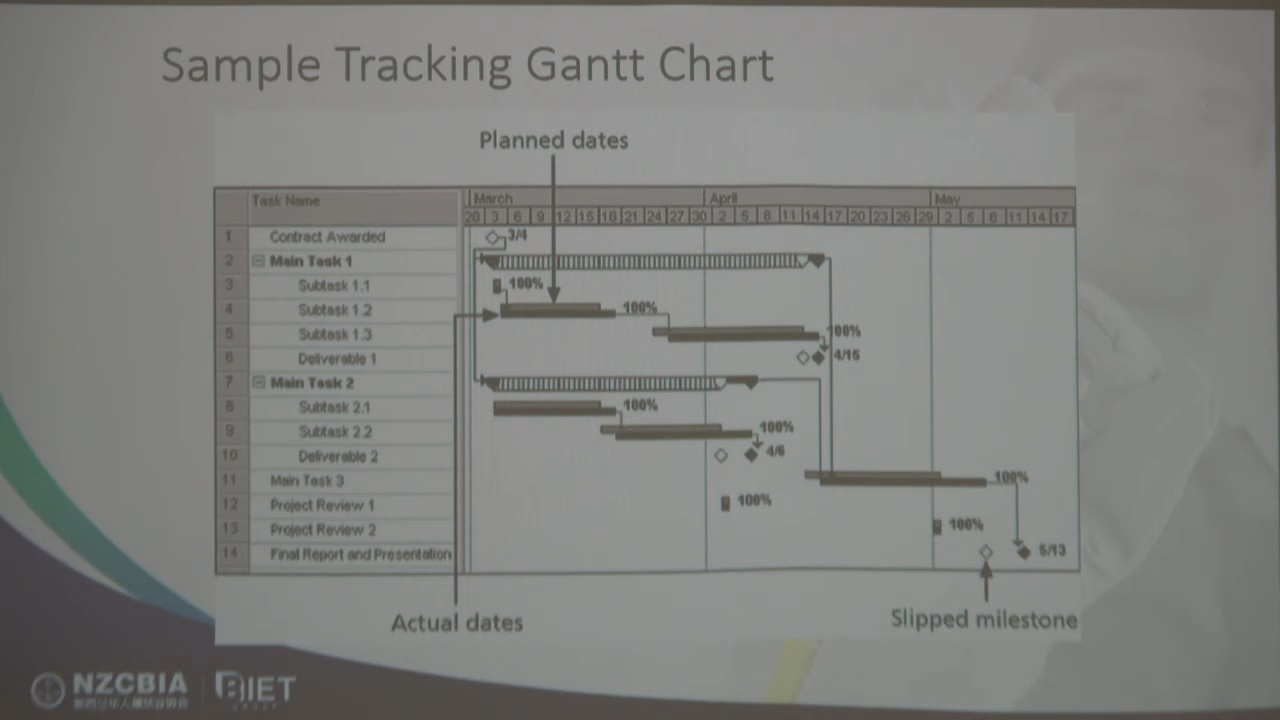 Sample Tracking Gantt Chart
Planned dates
Task Name March April May
28 3 6 9 12 15 18 21 24 27 30 2 5 8 11 14 17 20 23 26 29 2 5 8 11 14 17
1 Contract Awarded 3/4
2 Main Task 1
3 Subtask 1.1 100%
4 Subtask 1.2 100%
5 Subtask 1.3 100%
6 Deliverable 1 4/15
7 Main Task 2
8 Subtask 2.1 100%
9 Subtask 2.2 100%
10 Deliverable 2 4/6
11 Main Task 3 100%
12 Project Review 1 100%
13 Project Review 2 100%
14 Final Report and Presentation 5/13
Actual dates
Slipped milestone
NZCBIA BIET